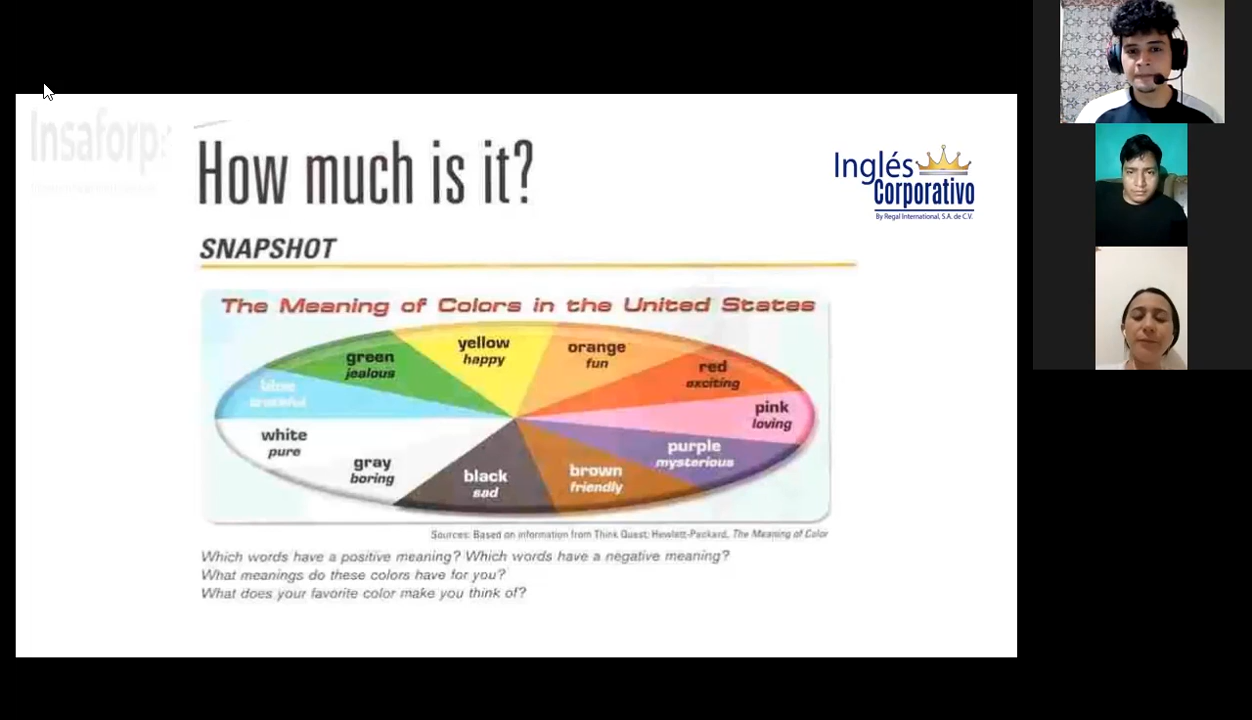 Insaforp
How much is it?
Inglés
Corporativo
By Regal International, S.A. de C.V.
SNAPSHOT
The Meaning of Colors in the United States
yellow
happy
orange
fun
green
jealous
red
exciting
blue
pink
loving
white
pure
purple
mysterious
gray
boring
black
sad
brown
friendly
Sources: Based on information from Think Quest; Hewlett-Packard, The Meaning of Color
Which words have a positive meaning? Which words have a negative meaning?
What meanings do these colors have for you?
What does your favorite color make you think of?